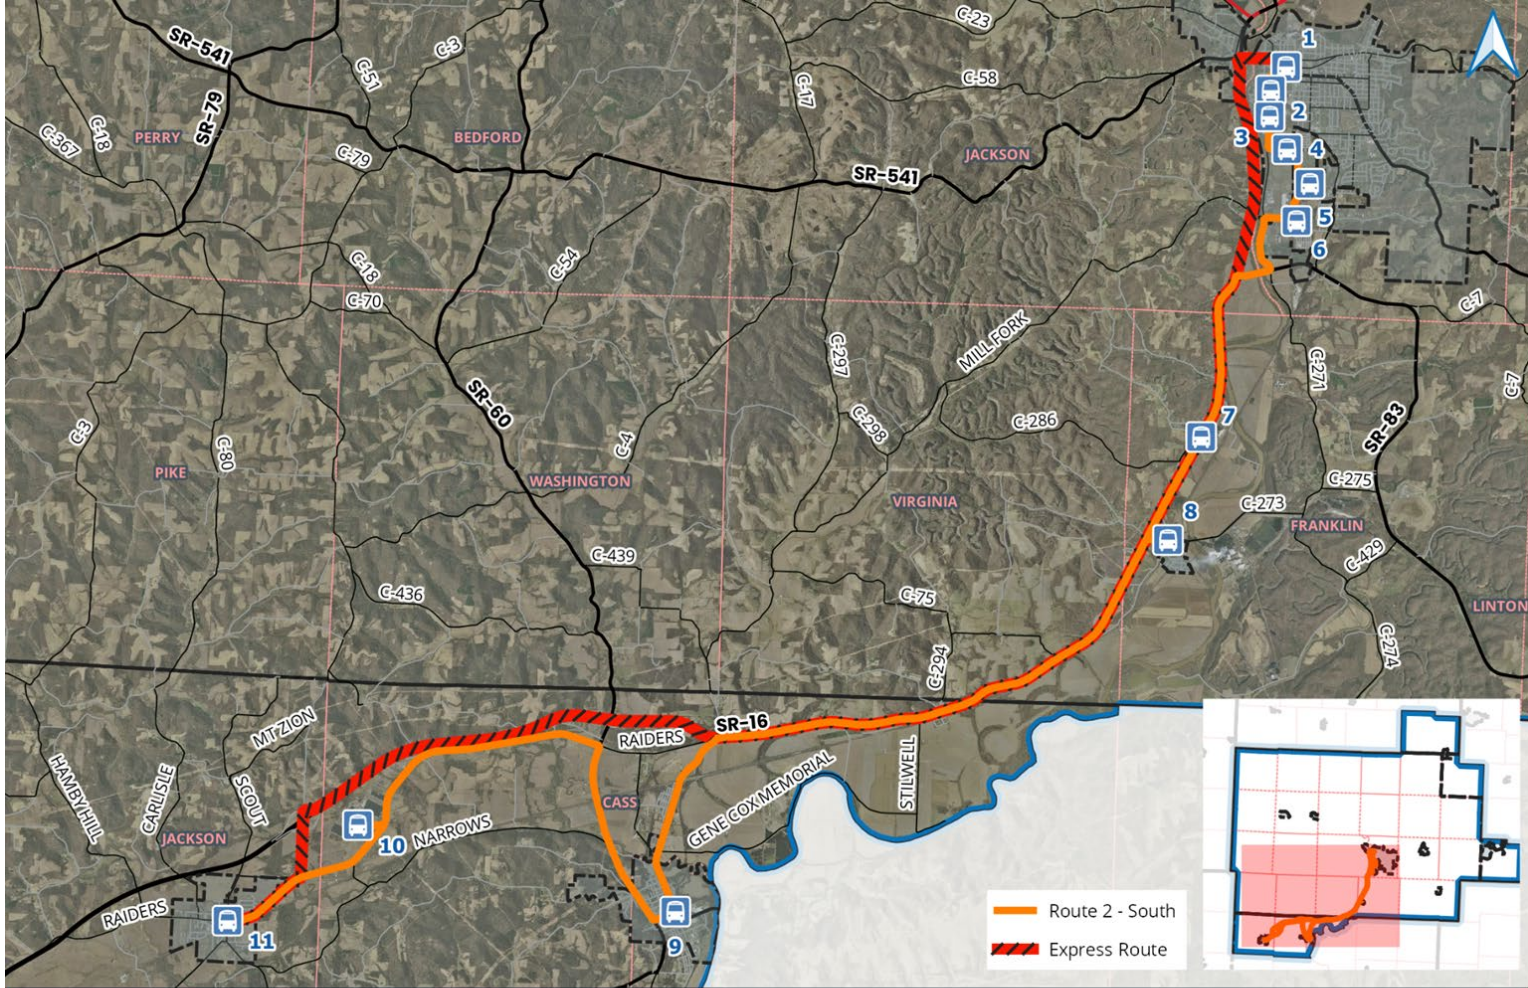 C-23
1
SR-541
C-3
C-51
C-17
C-58
SR-79
2
C-18
C-367
PERRY
BEDFORD
3
4
C-79
JACKSON
SR-541
5
6
C-54
C-18
C-70
C-7
MILL FORK
C-297
C-271
C-7
SR-60
C-3
C-80
C-4
C-298
C-286
7
SR-83
PIKE
WASHINGTON
VIRGINIA
C-275
C-273
8
FRANKLIN
C-439
C-429
C-436
C-75
LINTON
C-294
C-274
SR-16
MT ZION
RAIDERS
HAMBYHILL
CARLISLE
SCOUT
CASS
GENE COX MEMORIAL
STILWELL
JACKSON
NARROWS
10
RAIDERS
11
9
Route 2 - South
Express Route